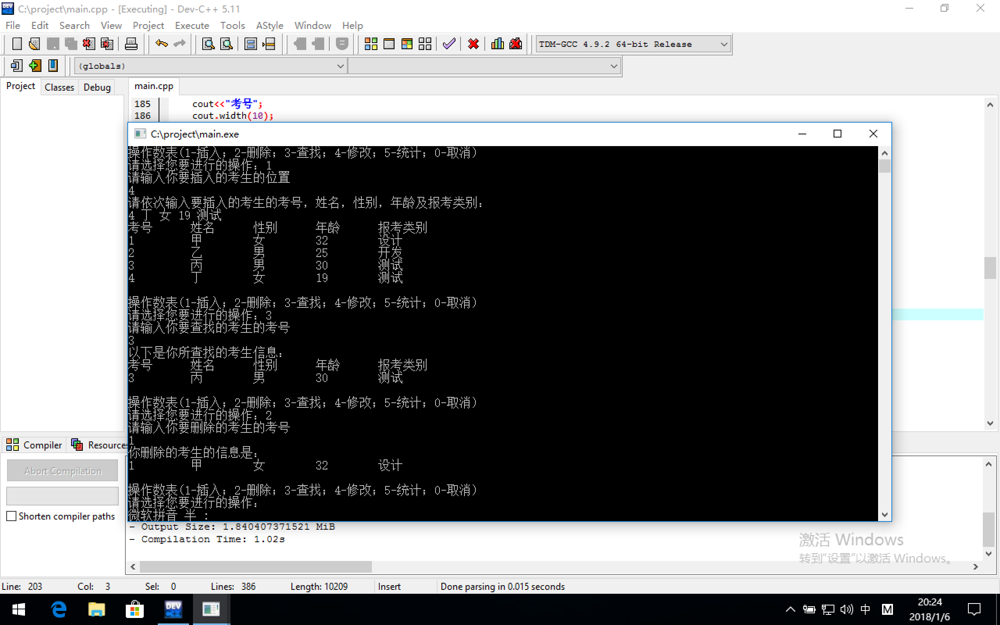 C:\project\main.cpp - [Executing] - Dev-C++ 5.11
File Edit Search View Project Execute Tools AStyle Window Help
TDM-GCC 4.9.2 64-bit Release
(globals)
Project Classes Debug main.cpp
185 cout<<"考号";
186 cout.width(10);
C:\project\main.exe
操作数表(1-插入；2-删除；3-查找；4-修改；5-统计；0-取消)
请选择您要进行的操作：1
请输入你要插入的考生的位置
4
请依次输入要插入的考生的考号，姓名，性别，年龄及报考类别：
4 丁 女 19 测试
考号 姓名 性别 年龄 报考类别
1 甲 女 32 设计
2 乙 男 25 开发
3 丙 男 30 测试
4 丁 女 19 测试
操作数表(1-插入；2-删除；3-查找；4-修改；5-统计；0-取消)
请选择您要进行的操作：3
请输入你要查找的考生的考号
3
以下是你所查找的考生信息：
考号 姓名 性别 年龄 报考类别
3 丙 男 30 测试
操作数表(1-插入；2-删除；3-查找；4-修改；5-统计；0-取消)
请选择您要进行的操作：2
请输入你要删除的考生的考号
1
你删除的考生的信息是：
1 甲 女 32 设计
操作数表(1-插入；2-删除；3-查找；4-修改；5-统计；0-取消)
请选择您要进行的操作：
微软拼音 半 :
Compiler Resources
Abort Compilation
Shorten compiler paths
- Output Size: 1.840407371521 MiB
- Compilation Time: 1.02s
激活 Windows
转到“设置”以激活 Windows。
Line: 203 Col: 3 Sel: 0 Lines: 386 Length: 10209 Insert Done parsing in 0.015 seconds
DEV C++
中 M 20:24
2018/1/6